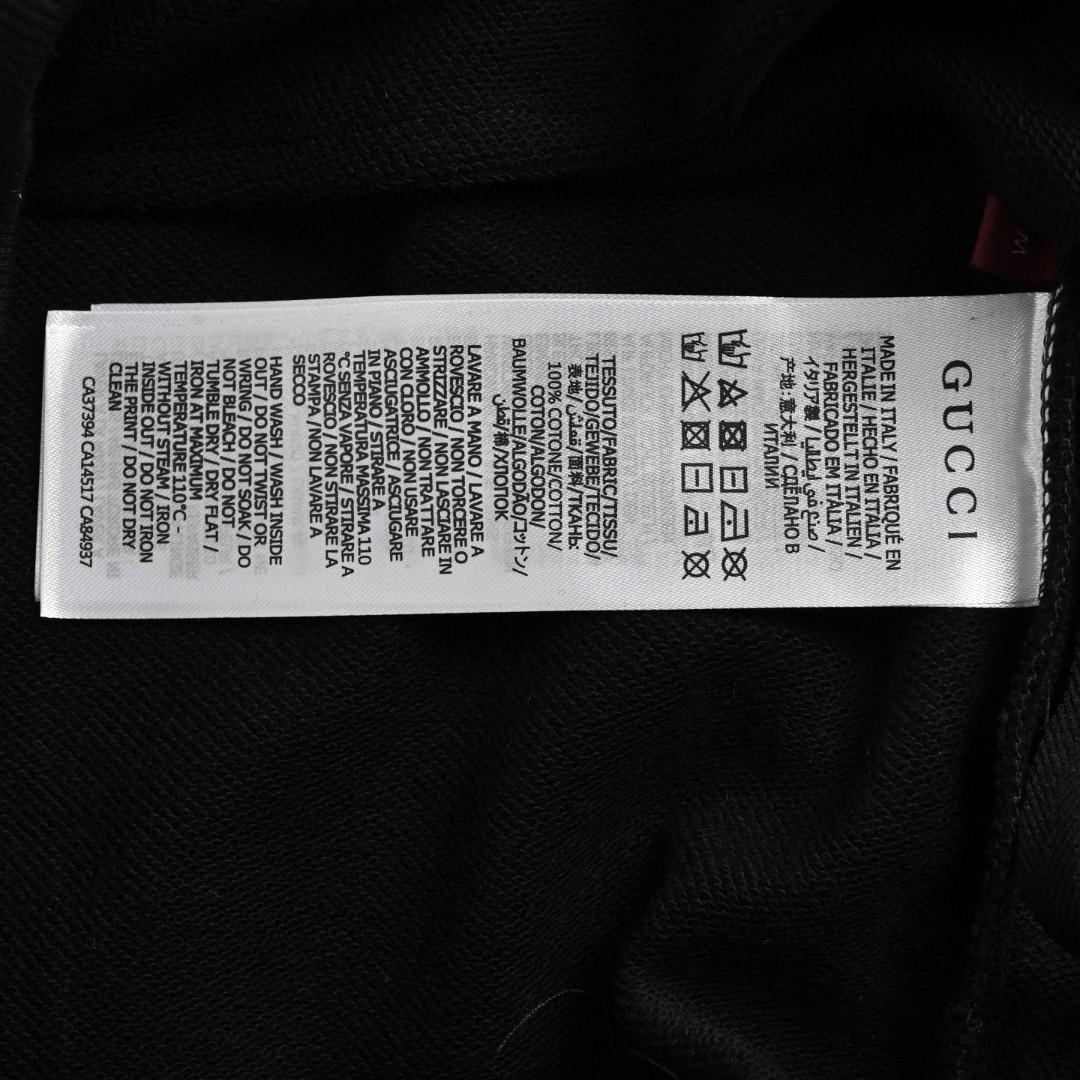 GUCCI
MADE IN ITALY / FABRIQUÉ EN
ITALIE / HECHO EN ITALIA /
HERGESTELLT IN ITALIEN /
FABRICADO EM ITÁLIA /
イタリア製 / صنع في إيطاليا /
产地: 意大利 / СДЕЛАНО В
ИТАЛИИ
TESSUTO/FABRIC/TISSU/
TEJIDO/GEWEBE/TECIDO/
表地/قماش/面料/ТКАНЬ:
100% COTONE/COTTON/
COTON/ALGODON/
BAUMWOLLE/ALGODÃO/コットン/
قطن/棉/ХЛОПОК
LAVARE A MANO / LAVARE A
ROVESCIO / NON TORCERE O
STRIZZARE / NON LASCIARE IN
AMMOLLO / NON TRATTARE
CON CLORO / NON USARE
ASCIUGATRICE / ASCIUGARE
IN PIANO / STIRARE A
TEMPERATURA MASSIMA 110
°C SENZA VAPORE / STIRARE A
ROVESCIO / NON STIRARE LA
STAMPA / NON LAVARE A
SECO
HAND WASH / WASH INSIDE
OUT / DO NOT TWIST OR
WRING / DO NOT SOAK / DO
NOT BLEACH / DO NOT
TUMBLE DRY / DRY FLAT /
IRON AT MAXIMUM
TEMPERATURE 110°C -
WITHOUT STEAM / IRON
INSIDE OUT / DO NOT IRON
THE PRINT / DO NOT DRY
CLEAN
CA37394 CA14517 CA84937
M